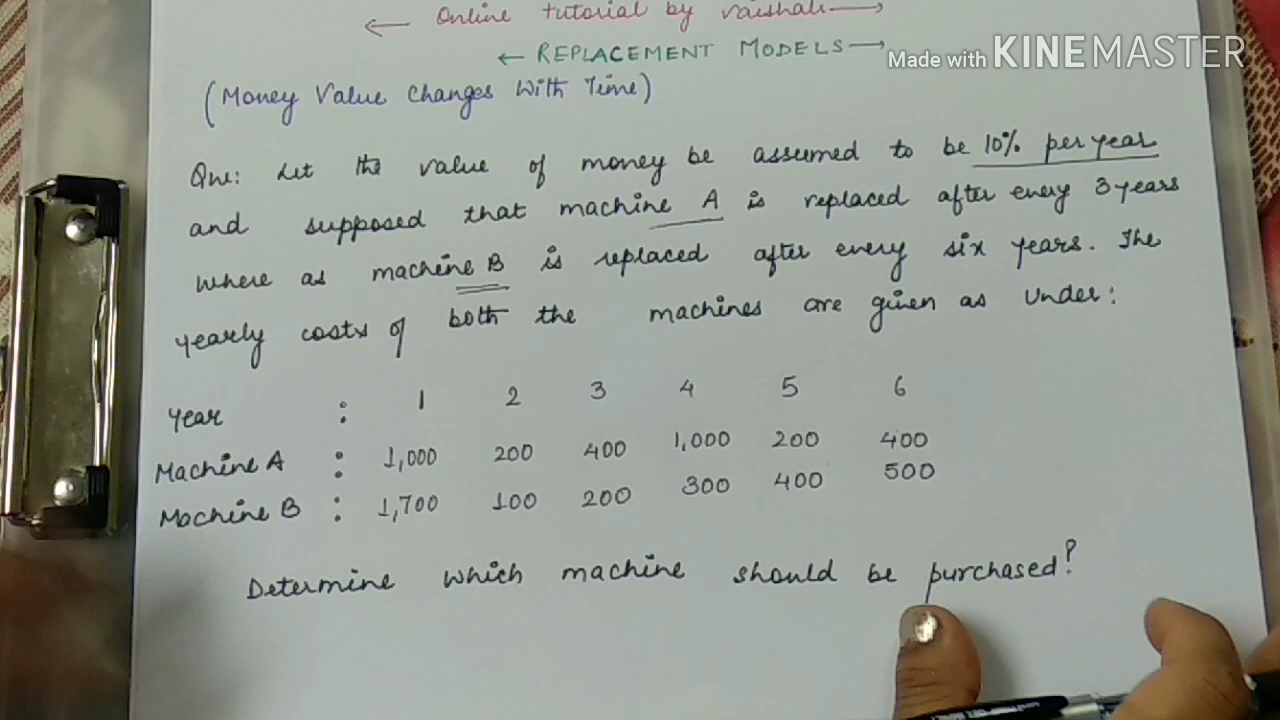 ← Online tutorial by Vaishali →
← REPLACEMENT MODELS →
Made with KINEMASTER
(Money Value Changes With Time)
Que: Let the value of money be assumed to be 10% per year
and supposed that machine A is replaced after every 3 years
where as machine B is replaced after every six years. The
yearly costs of both the machines are given as under:
Year : 1 2 3 4 5 6
Machine A : 1,000 200 400 1,000 200 400
Machine B : 1,700 100 200 300 400 500
Determine which machine should be purchased?